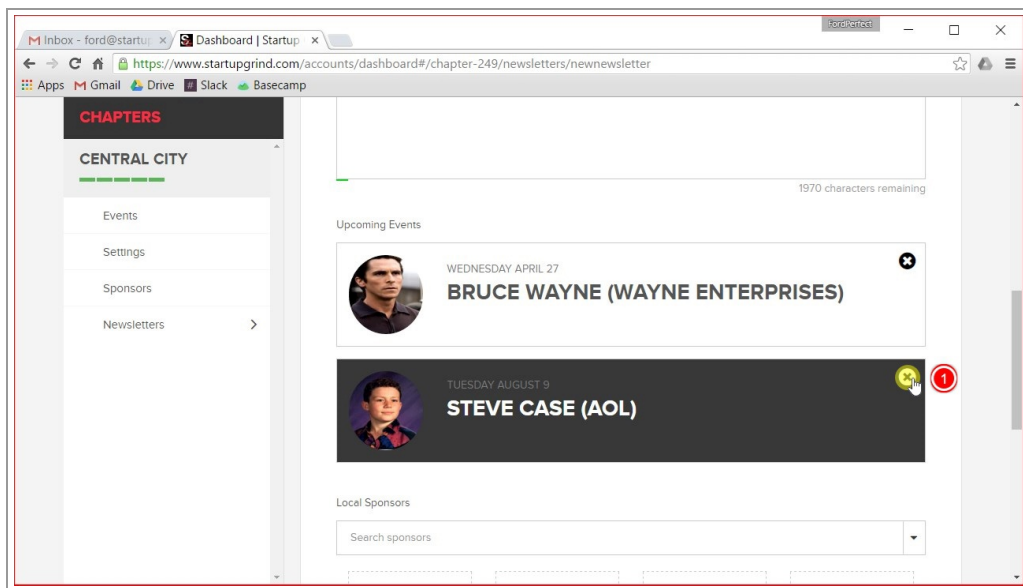 FordPerfect
Inbox - ford@startup
Dashboard | Startup
https://www.startupgrind.com/accounts/dashboard#/chapter-249/newsletters/newnewsletter
Apps Gmail Drive Slack Basecamp
CHAPTERS
CENTRAL CITY
Events
Settings
Sponsors
Newsletters
1970 characters remaining
Upcoming Events
WEDNESDAY APRIL 27
BRUCE WAYNE (WAYNE ENTERPRISES)
TUESDAY AUGUST 9
STEVE CASE (AOL)
1
Local Sponsors
Search sponsors